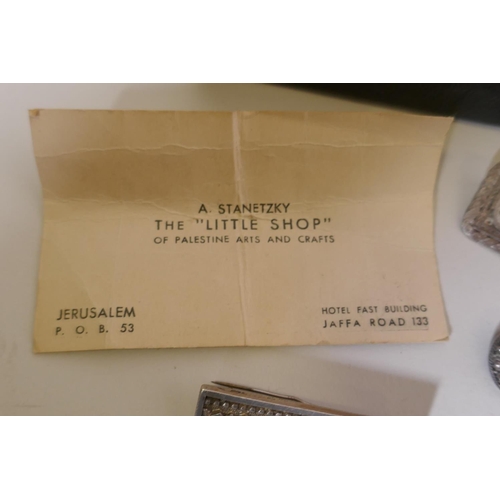 A. STANETZKY
THE "LITTLE SHOP"
OF PALESTINE ARTS AND CRAFTS
JERUSALEM
P. O. B. 53
HOTEL FAST BUILDING
JAFFA ROAD 133